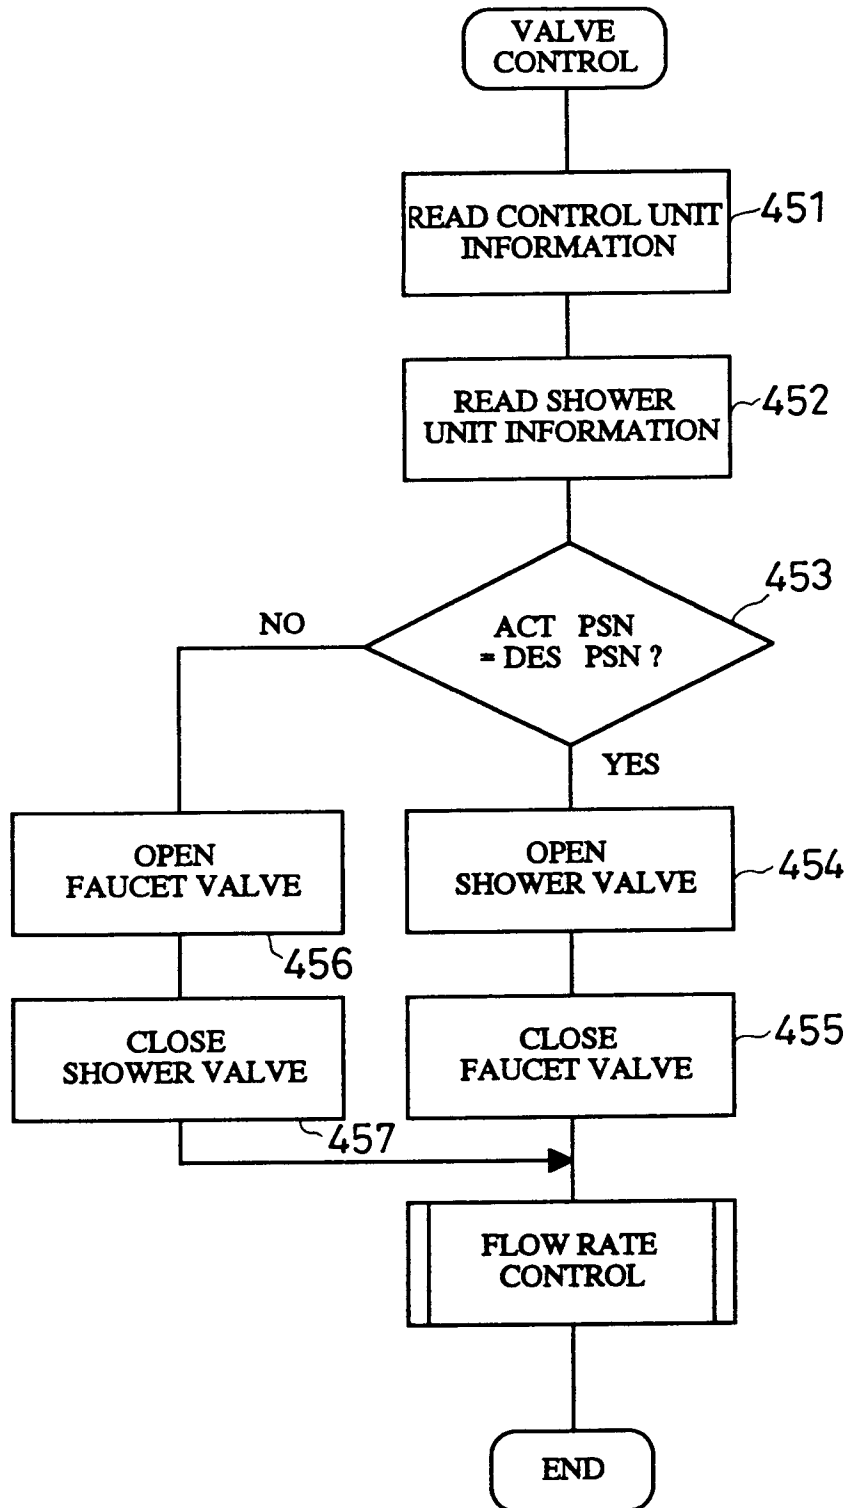 VALVE
CONTROL
READ CONTROL UNIT
INFORMATION
451
READ SHOWER
UNIT INFORMATION
452
453
ACT PSN
= DES PSN ?
NO
YES
OPEN
FAUCET VALVE
456
OPEN
SHOWER VALVE
454
CLOSE
SHOWER VALVE
457
CLOSE
FAUCET VALVE
455
FLOW RATE
CONTROL
END